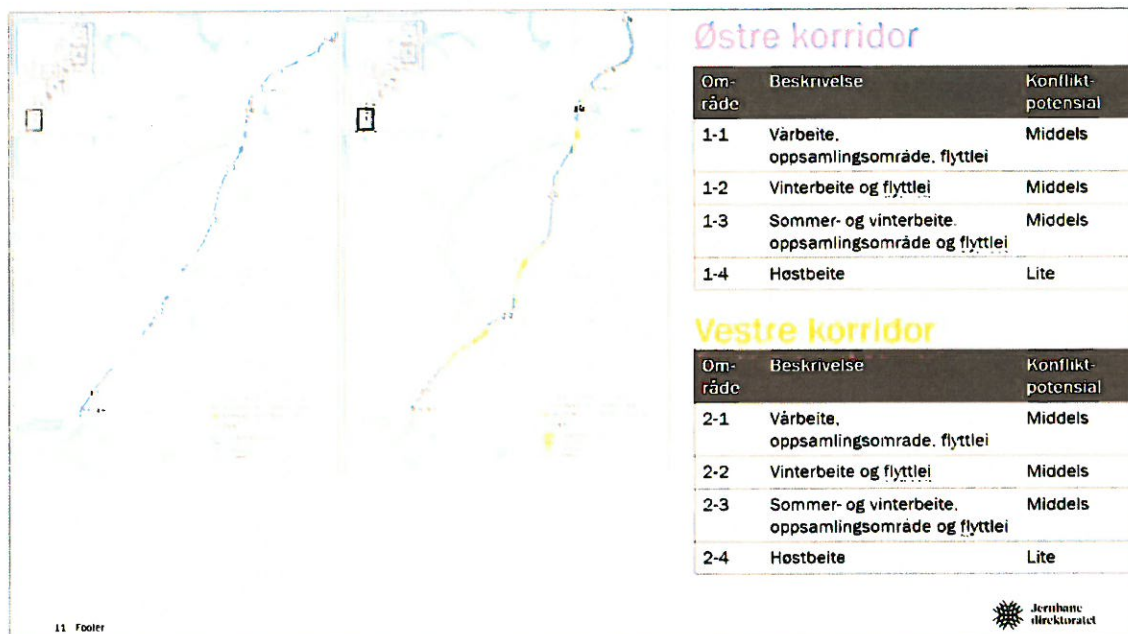 Østre korridor
Om- Beskrivelse Konflikt-
råde potensial
1-1 Vårbeite, Middels
oppsamlingsområde, flyttlei
1-2 Vinterbeite og flyttlei Middels
1-3 Sommer- og vinterbeite, Middels
oppsamlingsområde og flyttlei
1-4 Høstbeite Lite
Vestre korridor
Om- Beskrivelse Konflikt-
råde potensial
2-1 Vårbeite, Middels
oppsamlingsområde, flyttlei
2-2 Vinterbeite og flyttlei Middels
2-3 Sommer- og vinterbeite, Middels
oppsamlingsområde og flyttlei
2-4 Høstbeite Lite
11 Footer
Jernbane
direktoratet